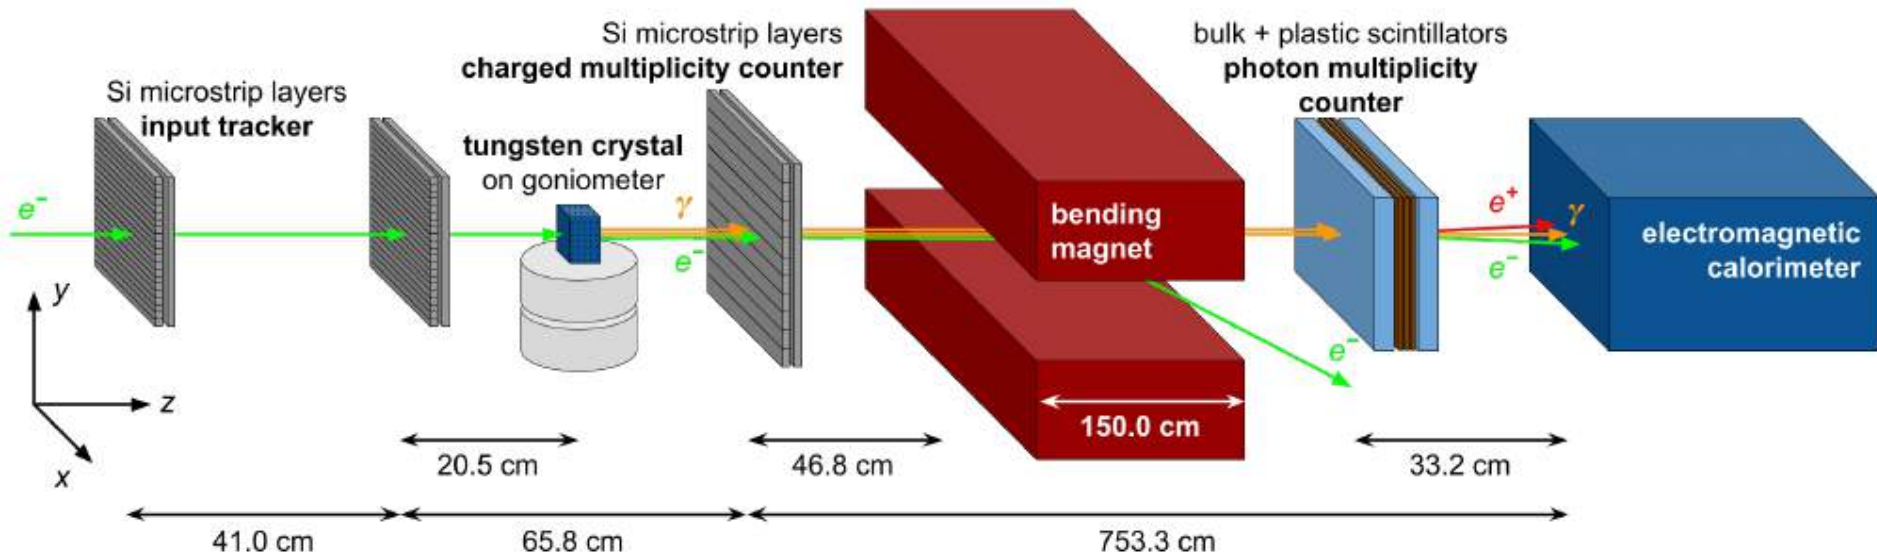 Si microstrip layers
input tracker
Si microstrip layers
charged multiplicity counter
tungsten crystal
on goniometer
bulk + plastic scintillators
photon multiplicity
counter
e⁻
γ
e⁻
bending
magnet
e⁻
e⁺
γ
e⁻
electromagnetic
calorimeter
y
z
x
150.0 cm
20.5 cm
46.8 cm
33.2 cm
41.0 cm
65.8 cm
753.3 cm